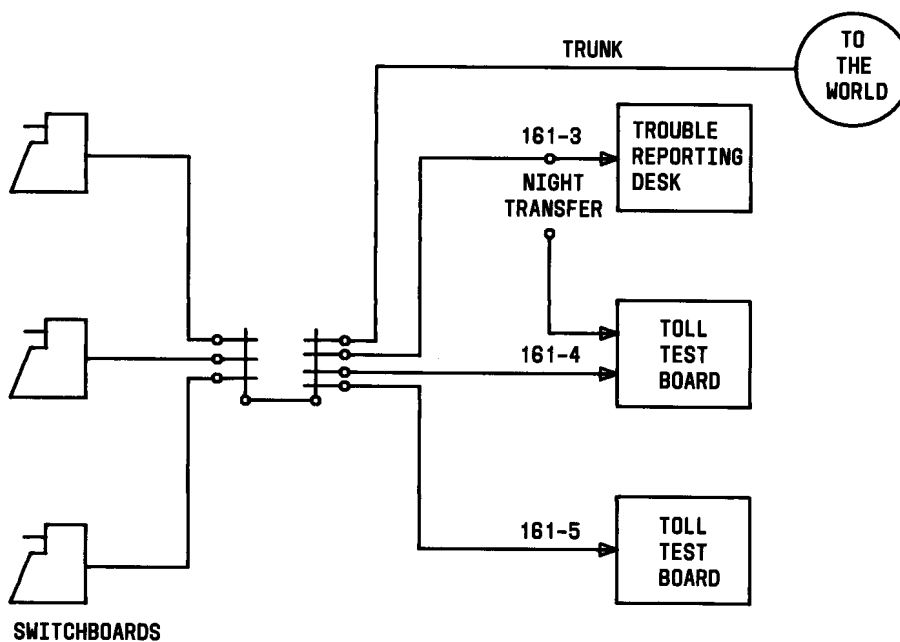 TRUNK
TO
THE
WORLD
161-3
NIGHT
TRANSFER
TROUBLE
REPORTING
DESK
161-4
TOLL
TEST
BOARD
161-5
TOLL
TEST
BOARD
SWITCHBOARDS